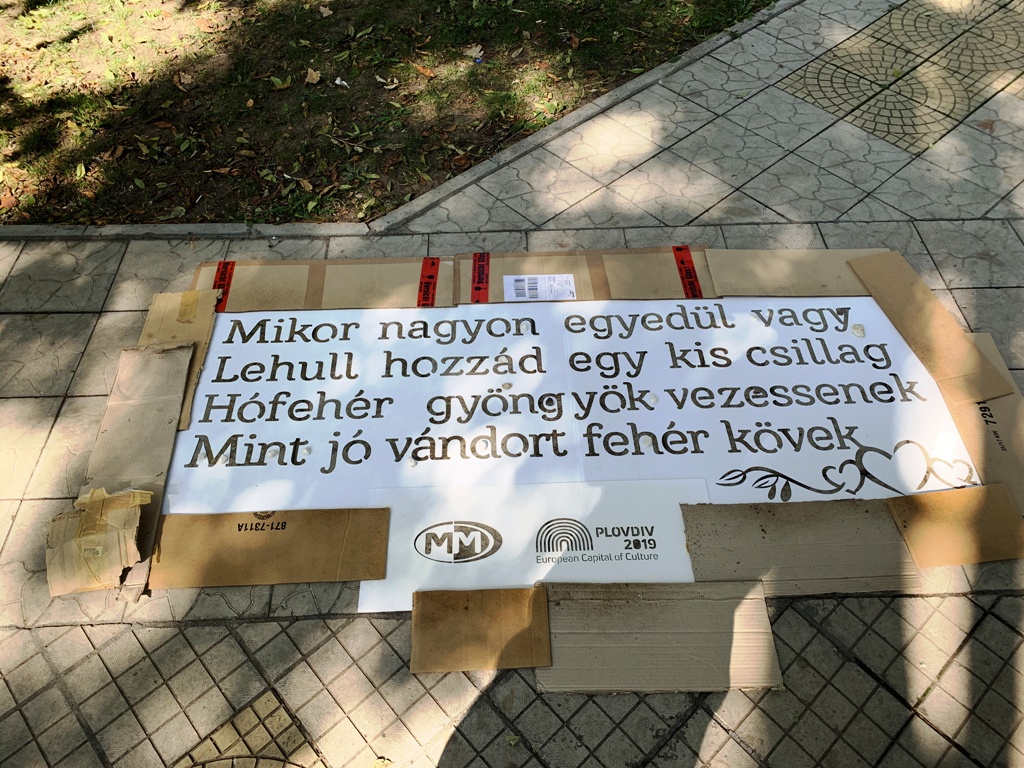 Mikor nagyon egyedül vagy
Lehull hozzád egy kis csillag
Hófehér gyöngyök vezessenek
Mint jó vándort fehér kövek
871-7311A
7291
MM
PLOVDIV
2019
European Capital of Culture